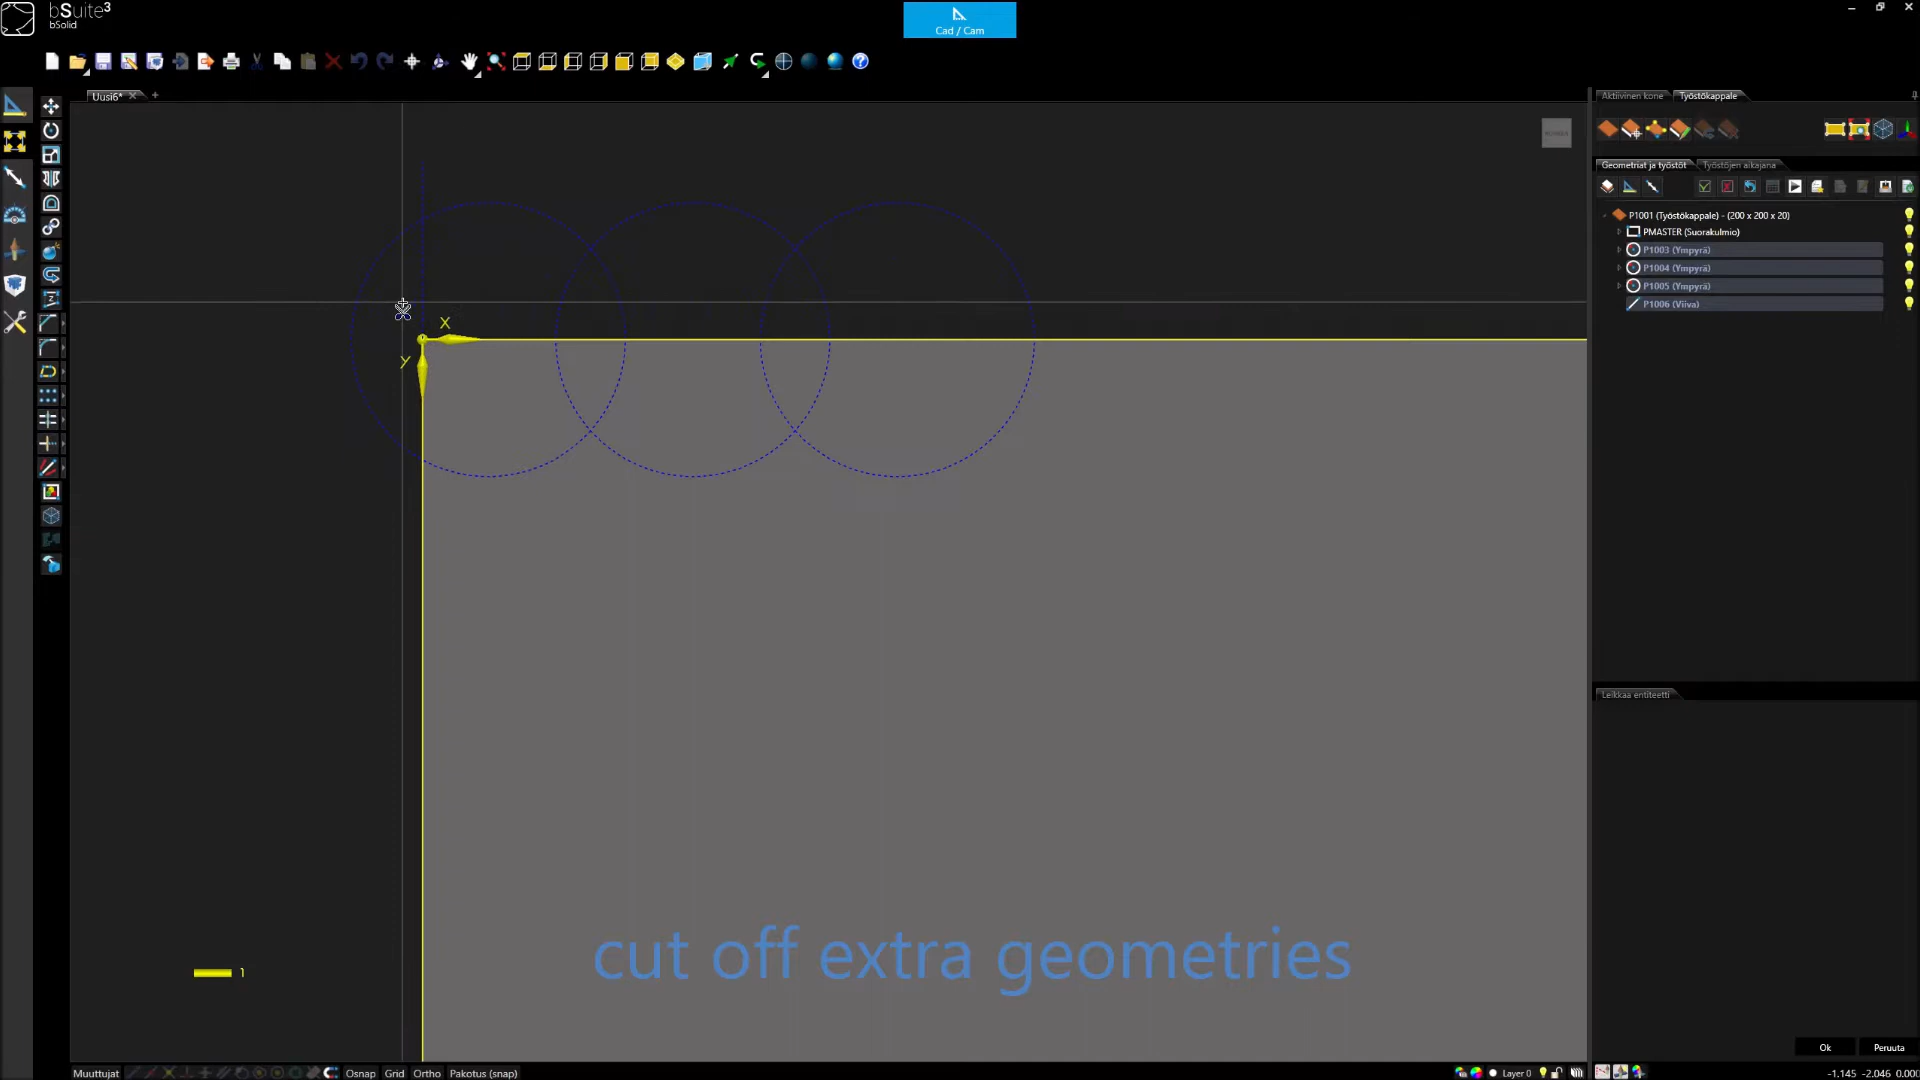 bSuite³
bSolid
Cad / Cam
Uusi6*
Aktiivinen kone
Työstökappale
Geometriat ja työstöt
Työstöjen aikajana
P1001 (Työstökappale) - (200 x 200 x 20)
PMASTER (Suorakulmio)
P1003 (Ympyrä)
P1004 (Ympyrä)
P1005 (Ympyrä)
P1006 (Viiva)
X
Y
Leikkaa entiteetti
cut off extra geometries
1
Ok
Peruuta
Muuttujat
Osnap
Grid
Ortho
Pakotus (snap)
Layer 0
-1.145 -2.046 0.000